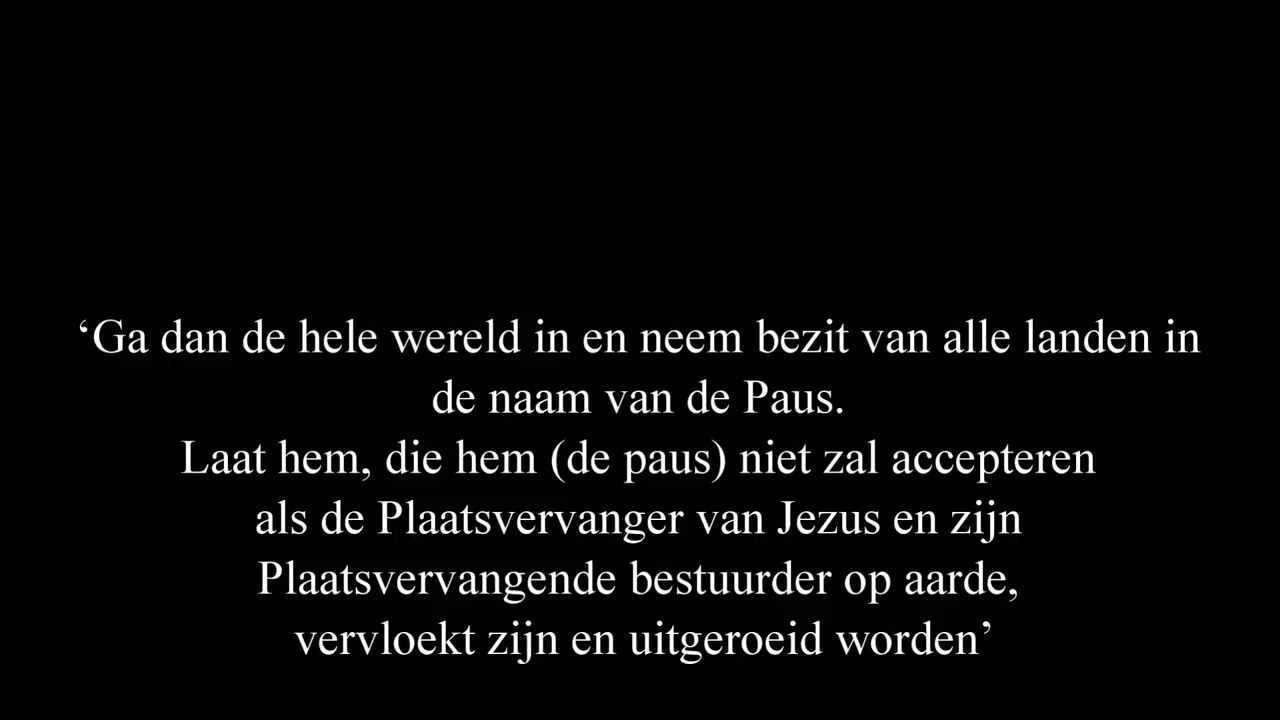 ‘Ga dan de hele wereld in en neem bezit van alle landen in
de naam van de Paus.
Laat hem, die hem (de paus) niet zal accepteren
als de Plaatsvervanger van Jezus en zijn
Plaatsvervangende bestuurder op aarde,
vervloekt zijn en uitgeroeid worden’